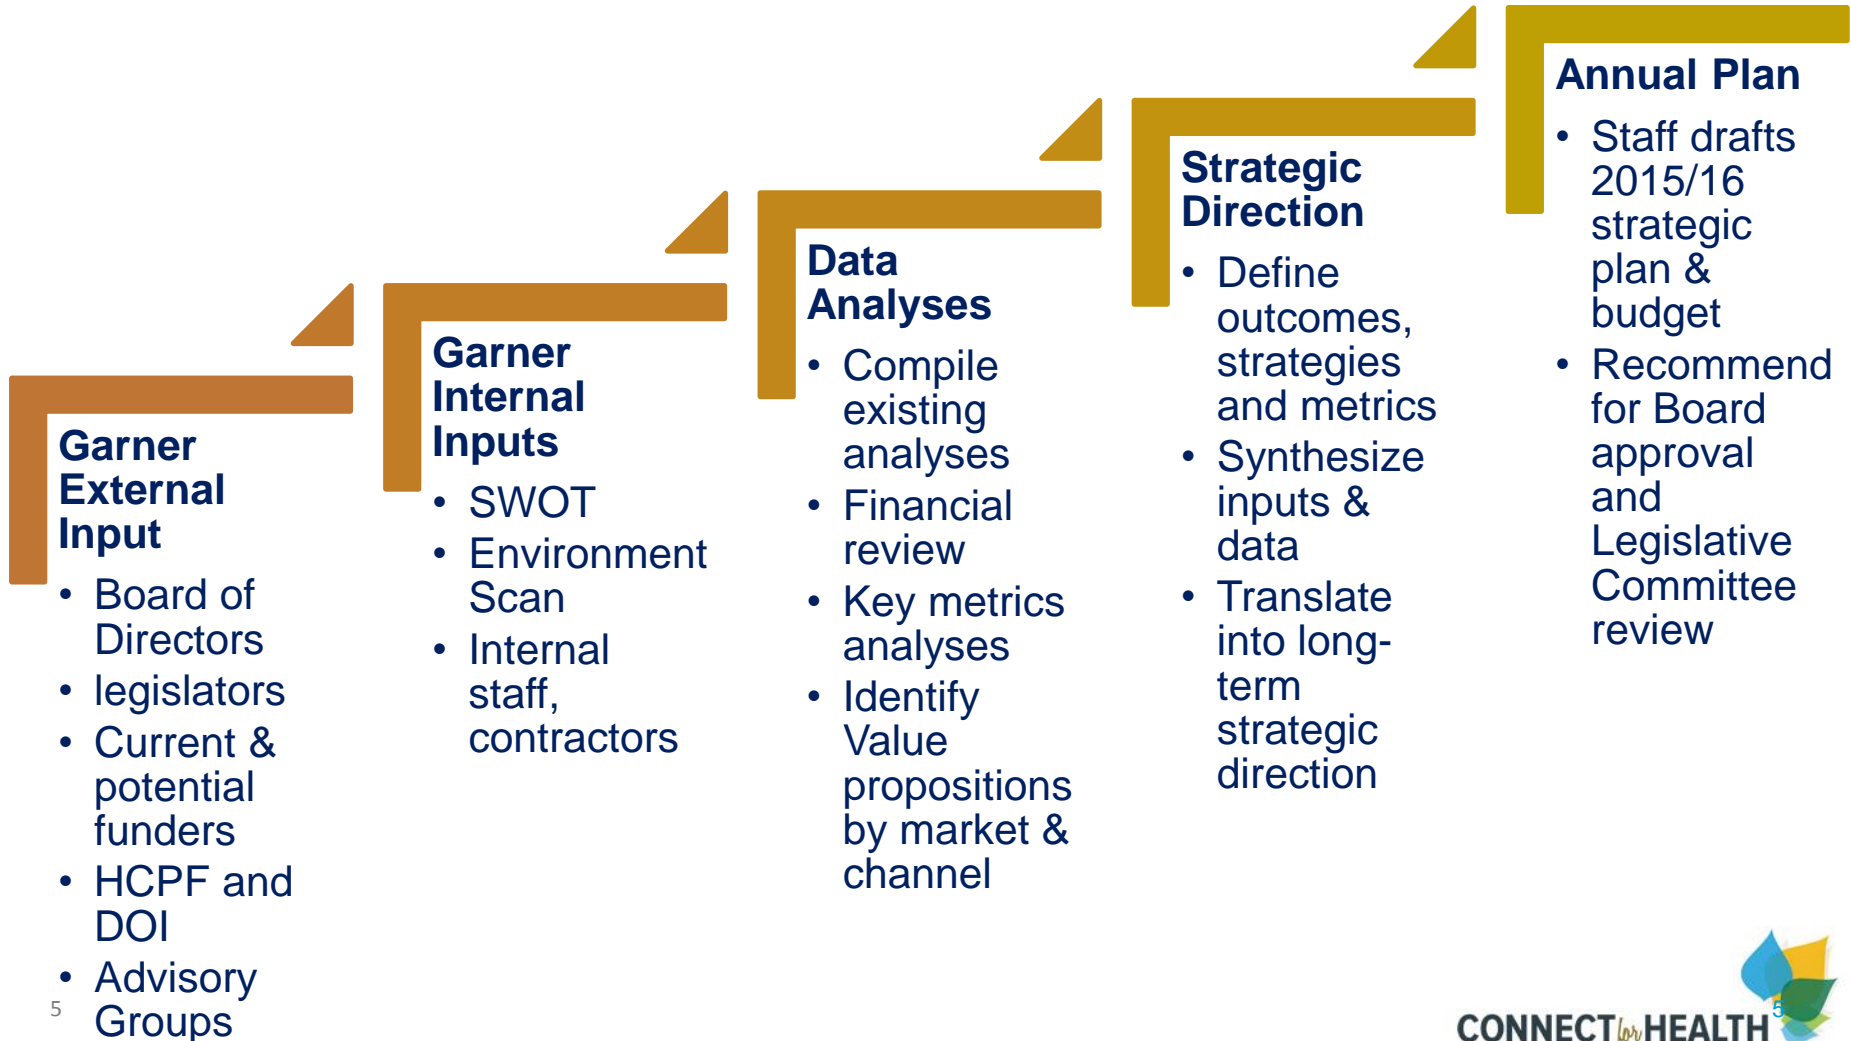 Garner
External
Input
• Board of
Directors
• legislators
• Current &
potential
funders
• HCPF and
DOI
• Advisory
Groups
Garner
Internal
Inputs
• SWOT
• Environment
Scan
• Internal
staff,
contractors
Data
Analyses
• Compile
existing
analyses
• Financial
review
• Key metrics
analyses
• Identify
Value
propositions
by market &
channel
Strategic
Direction
• Define
outcomes,
strategies
and metrics
• Synthesize
inputs &
data
• Translate
into long-
term
strategic
direction
Annual Plan
• Staff drafts
2015/16
strategic
plan &
budget
• Recommend
for Board
approval
and
Legislative
Committee
review
5
5
CONNECT for HEALTH